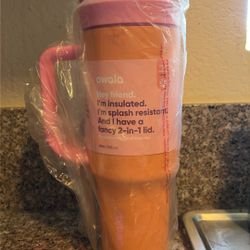 owala
Hey friend.
I'm insulated.
I'm splash resistant.
And I have a
fancy 2-in-1 lid.